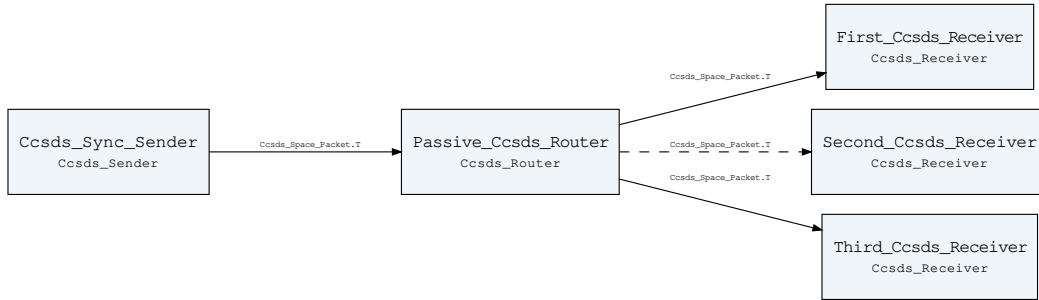 First_Ccsds_Receiver
Ccsds_Receiver
Ccsds_Space_Packet.T
Ccsds_Sync_Sender
Ccsds_Sender
Ccsds_Space_Packet.T
Passive_Ccsds_Router
Ccsds_Router
Ccsds_Space_Packet.T
Second_Ccsds_Receiver
Ccsds_Receiver
Ccsds_Space_Packet.T
Third_Ccsds_Receiver
Ccsds_Receiver